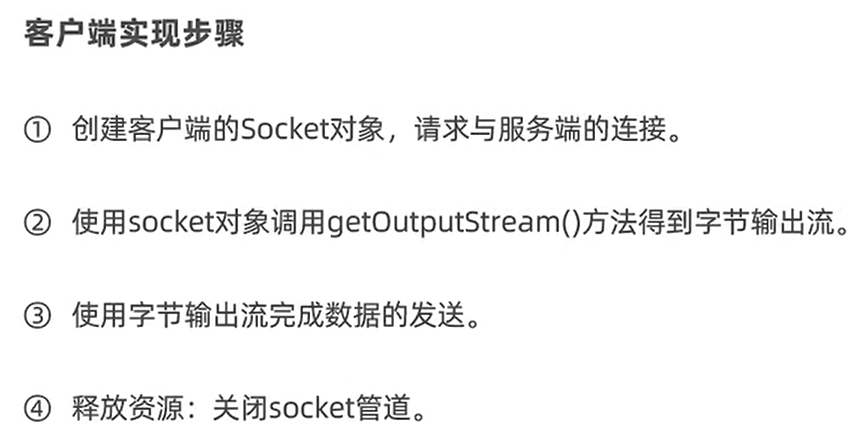 客户端实现步骤
① 创建客户端的Socket对象，请求与服务端的连接。
② 使用socket对象调用getOutputStream()方法得到字节输出流。
③ 使用字节输出流完成数据的发送。
④ 释放资源：关闭socket管道。